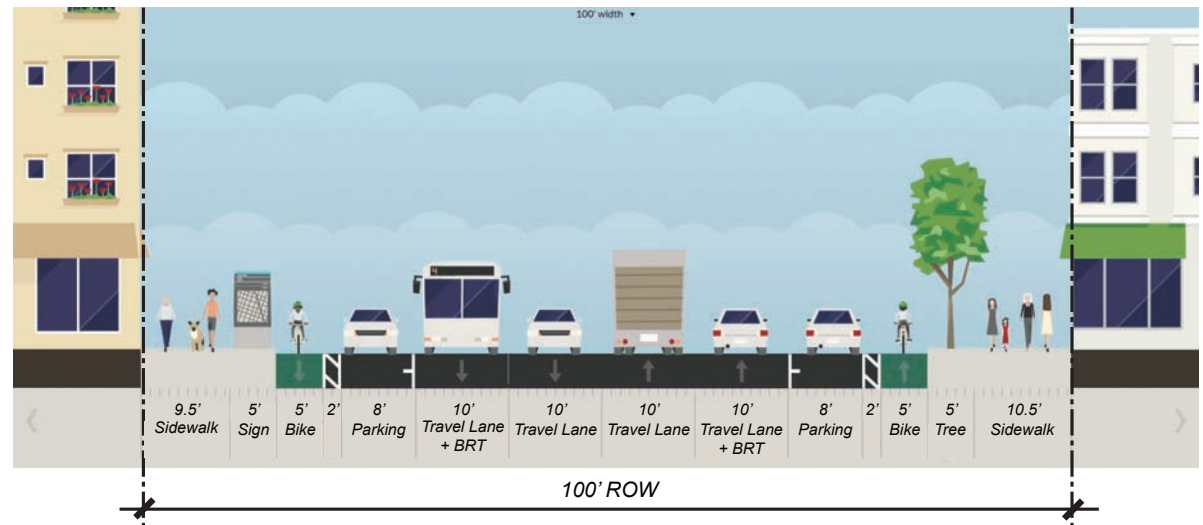 100' width
4
9.5'
Sidewalk
5'
Sign
5'
Bike
2'
8'
Parking
10'
Travel Lane
+ BRT
10'
Travel Lane
10'
Travel Lane
10'
Travel Lane
+ BRT
8'
Parking
2'
5'
Bike
5'
Tree
10.5'
Sidewalk
100' ROW